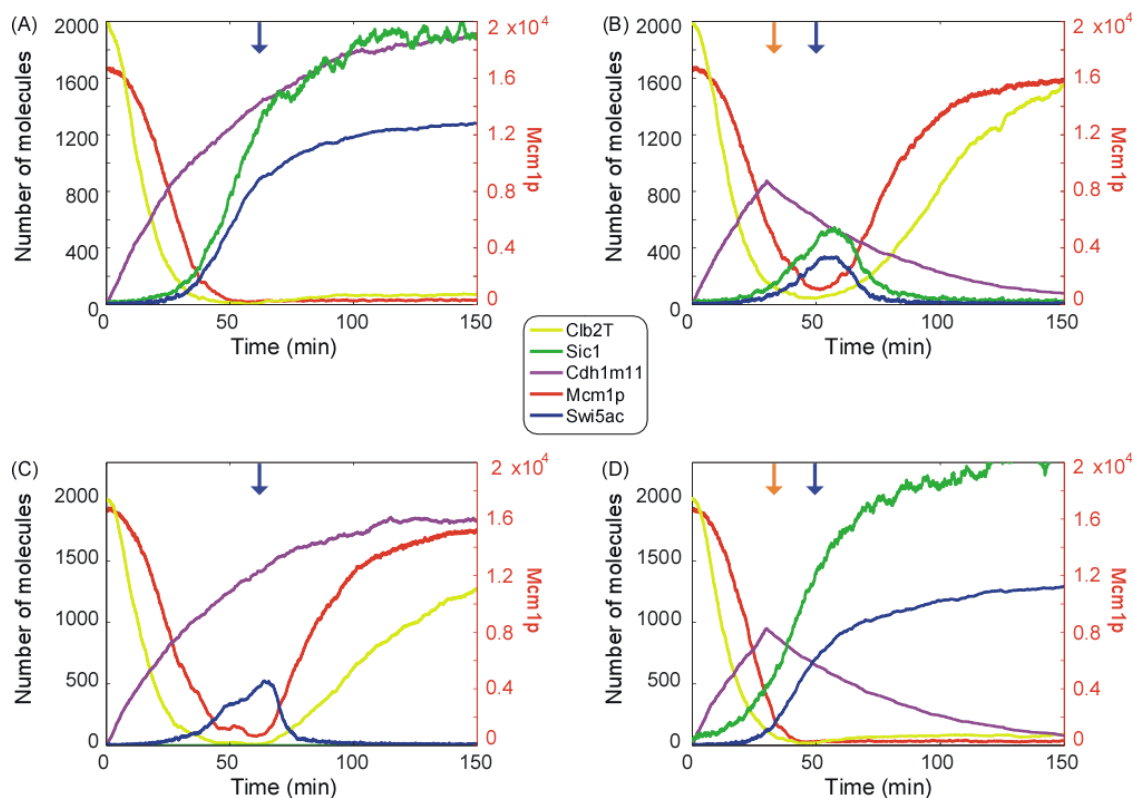 (A)
2000
1600
1200
800
400
0
Number of molecules
2 x10⁴
1.6
1.2
0.8
0.4
0
Mcm1p
0 50 100 150
Time (min)
(B)
2000
1600
1200
800
400
0
Number of molecules
2 x10⁴
1.6
1.2
0.8
0.4
0
Mcm1p
0 50 100 150
Time (min)
Clb2T
Sic1
Cdh1m11
Mcm1p
Swi5ac
(C)
2000
1500
1000
500
0
Number of molecules
2 x10⁴
1.6
1.2
0.8
0.4
0
Mcm1p
0 50 100 150
Time (min)
(D)
2000
1500
1000
500
0
Number of molecules
2 x10⁴
1.6
1.2
0.8
0.4
0
Mcm1p
0 50 100 150
Time (min)